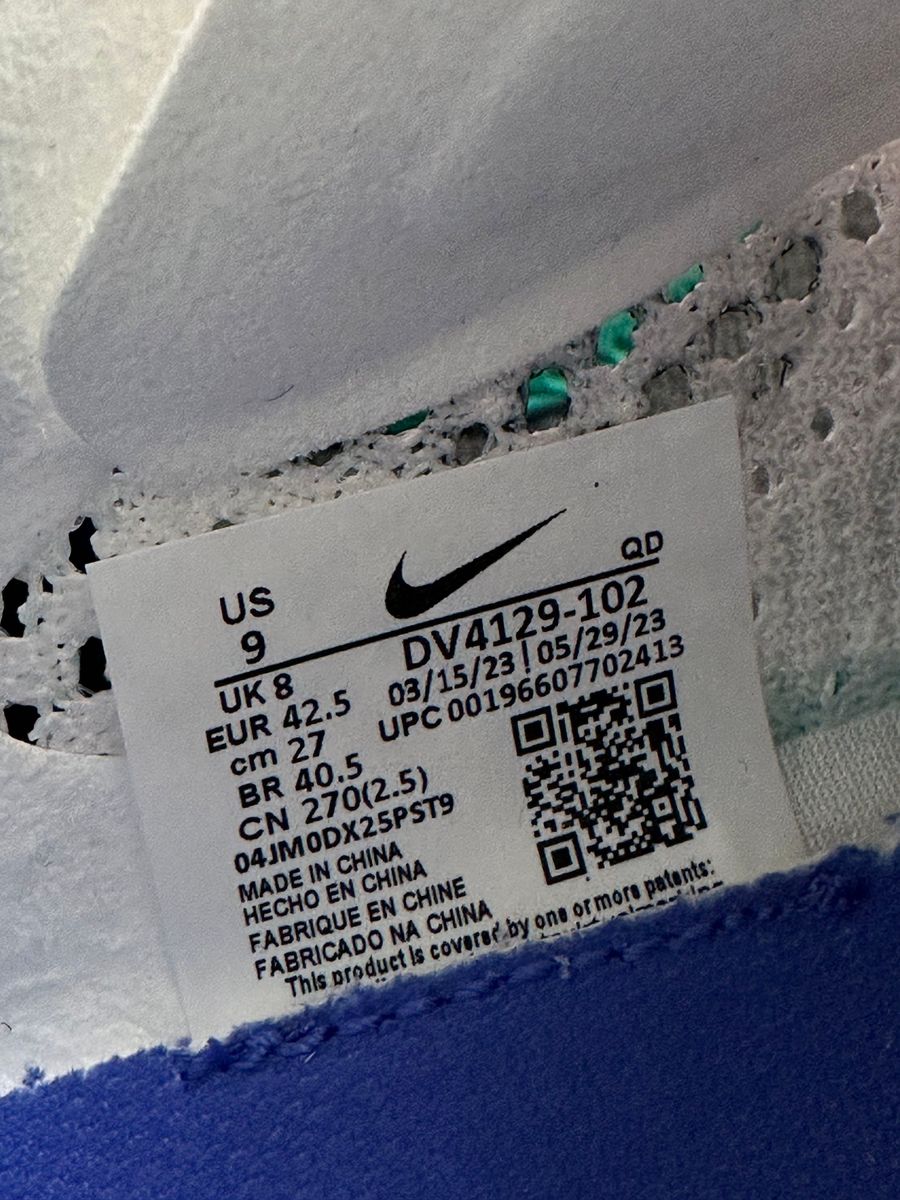 US
9
QD
DV4129-102
03/15/23 | 05/29/23
UPC 00196607702413
UK 8
EUR 42.5
cm 27
BR 40.5
CN 270(2.5)
04JM0DX25PST9
MADE IN CHINA
HECHO EN CHINA
FABRIQUE EN CHINE
FABRICADO NA CHINA
This product is covered by one or more patents: